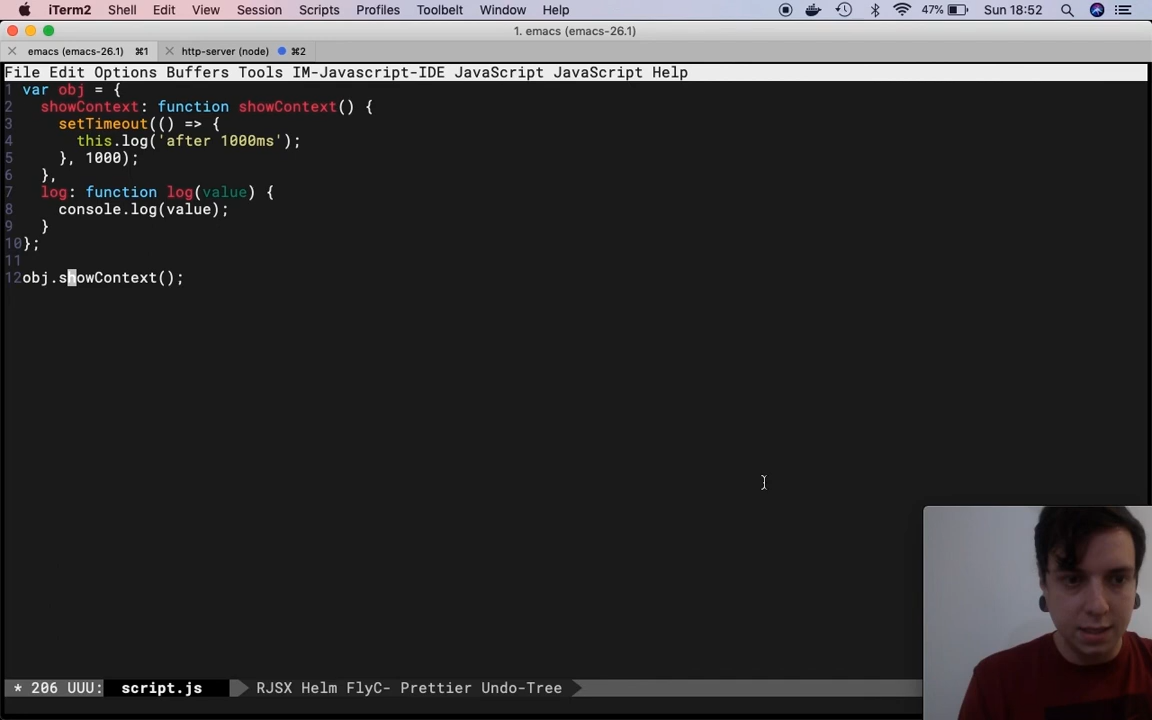 iTerm2 Shell Edit View Session Scripts Profiles Toolbelt Window Help 47% Sun 18:52
1. emacs (emacs-26.1)
emacs (emacs-26.1) ⌘1 http-server (node) ⌘2
File Edit Options Buffers Tools IM-Javascript-IDE JavaScript JavaScript Help
1 var obj = {
2 showContext: function showContext() {
3 setTimeout(() => {
4 this.log('after 1000ms');
5 }, 1000);
6 },
7 log: function log(value) {
8 console.log(value);
9 }
10 };
11
12 obj.showContext();
* 206 UUU: script.js RJSX Helm FlyC- Prettier Undo-Tree